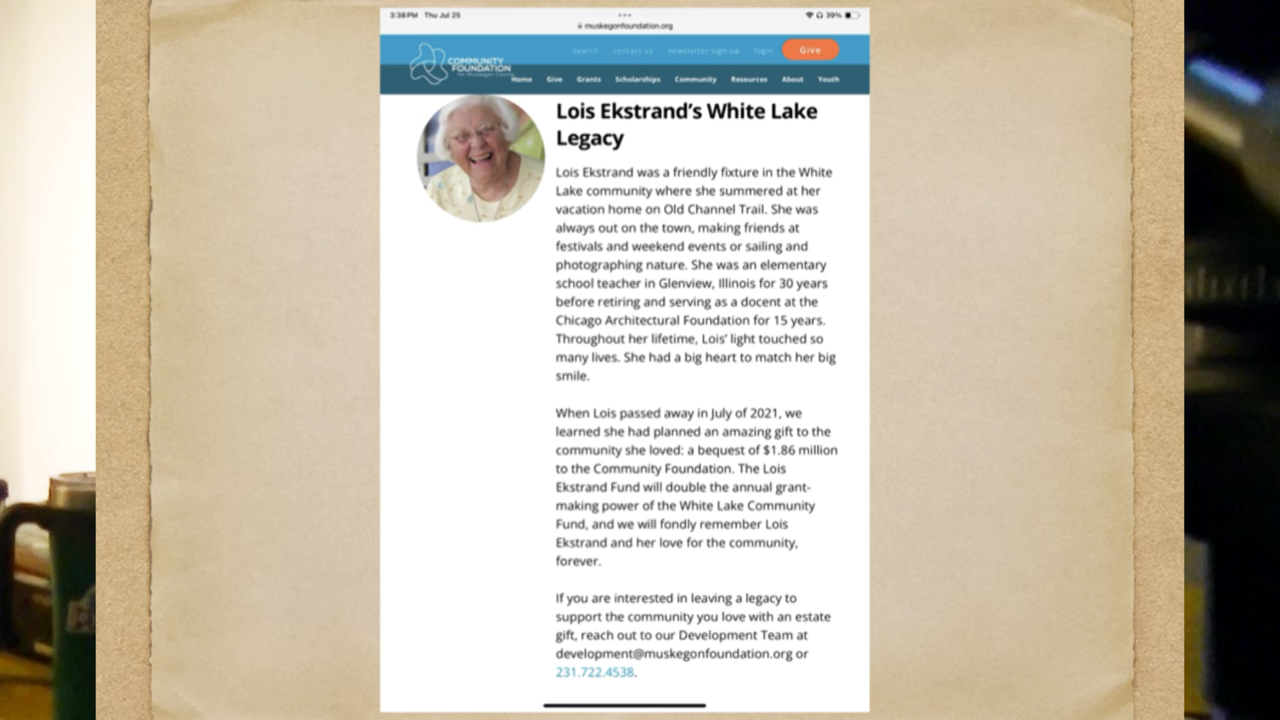 3:38 PM Thu Jul 25
39%
muskegonfoundation.org
search contact us newsletter sign-up login Give
COMMUNITY
FOUNDATION
for Muskegon County
Home Give Grants Scholarships Community Resources About Youth
Lois Ekstrand’s White Lake
Legacy
Lois Ekstrand was a friendly fixture in the White
Lake community where she summered at her
vacation home on Old Channel Trail. She was
always out on the town, making friends at
festivals and weekend events or sailing and
photographing nature. She was an elementary
school teacher in Glenview, Illinois for 30 years
before retiring and serving as a docent at the
Chicago Architectural Foundation for 15 years.
Throughout her lifetime, Lois’ light touched so
many lives. She had a big heart to match her big
smile.
When Lois passed away in July of 2021, we
learned she had planned an amazing gift to the
community she loved: a bequest of $1.86 million
to the Community Foundation. The Lois
Ekstrand Fund will double the annual grant-
making power of the White Lake Community
Fund, and we will fondly remember Lois
Ekstrand and her love for the community,
forever.
If you are interested in leaving a legacy to
support the community you love with an estate
gift, reach out to our Development Team at
development@muskegonfoundation.org or
231.722.4538.